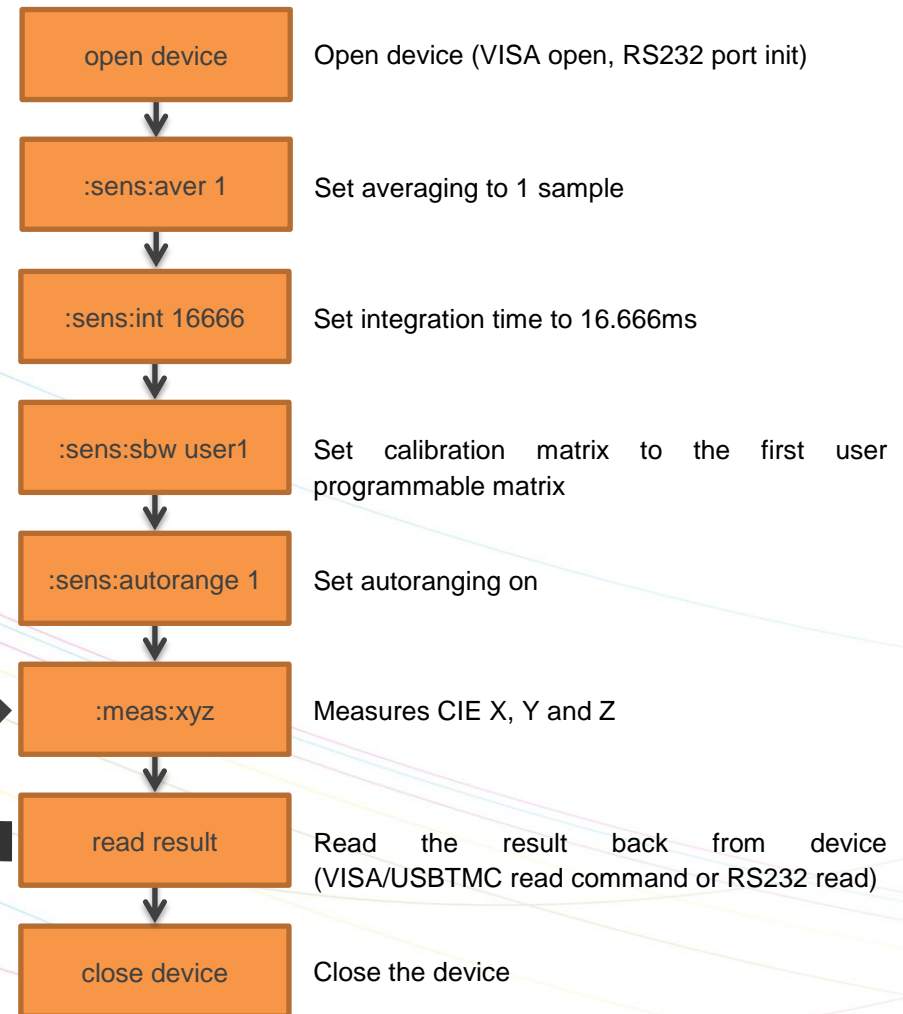 open device
Open device (VISA open, RS232 port init)
:sens:aver 1
Set averaging to 1 sample
:sens:int 16666
Set integration time to 16.666ms
:sens:sbw user1
Set calibration matrix to the first user
programmable matrix
:sens:autorange 1
Set autoranging on
:meas:xyz
Measures CIE X, Y and Z
read result
Read the result back from device
(VISA/USBTMC read command or RS232 read)
close device
Close the device